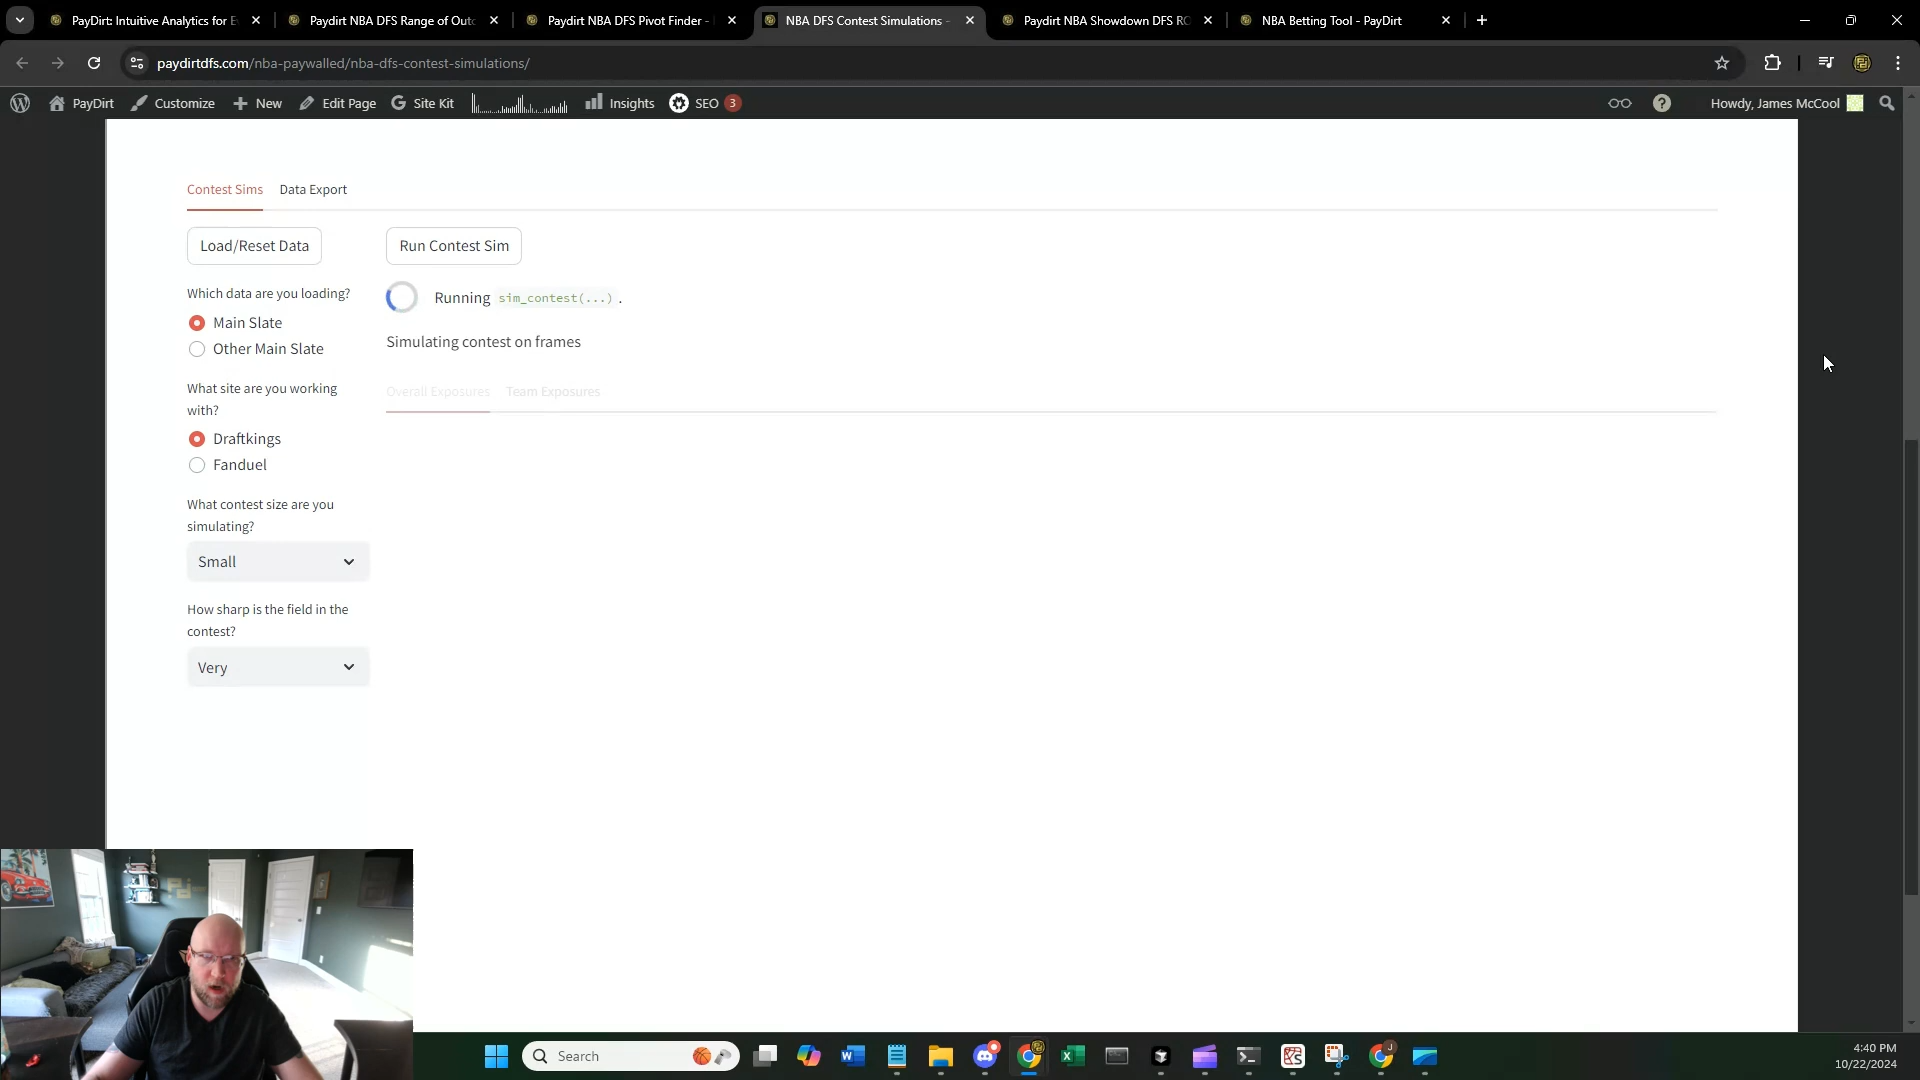 PayDirt: Intuitive Analytics for E
Paydirt NBA DFS Range of Outc
Paydirt NBA DFS Pivot Finder -
NBA DFS Contest Simulations -
Paydirt NBA Showdown DFS RO
NBA Betting Tool - PayDirt
paydirtdfs.com/nba-paywalled/nba-dfs-contest-simulations/
PayDirt
Customize
New
Edit Page
Site Kit
Insights
SEO 3
Howdy, James McCool
Contest Sims
Data Export
Load/Reset Data
Run Contest Sim
Which data are you loading?
Main Slate
Other Main Slate
Running sim_contest(...) .
Simulating contest on frames
What site are you working
with?
Overall Exposures
Team Exposures
Draftkings
Fanduel
What contest size are you
simulating?
Small
How sharp is the field in the
contest?
Very
Search
4:40 PM
10/22/2024